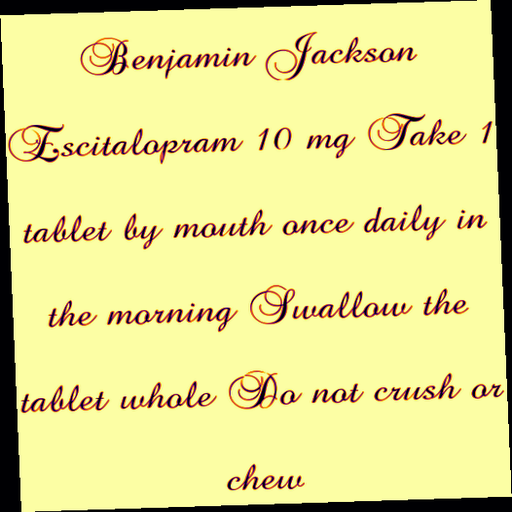 Benjamin Jackson
Escitalopram 10 mg Take 1
tablet by mouth once daily in
the morning Swallow the
tablet whole Do not crush or
chew